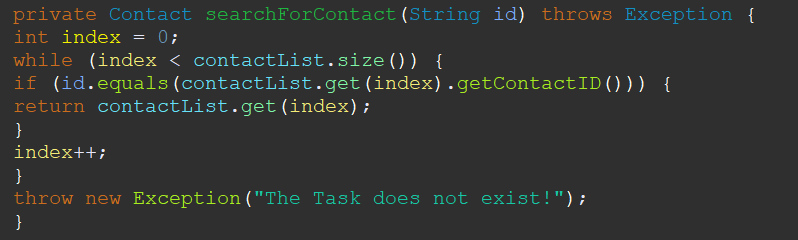 private Contact searchForContact(String id) throws Exception {
int index = 0;
while (index < contactList.size()) {
if (id.equals(contactList.get(index).getContactID())) {
return contactList.get(index);
}
index++;
}
throw new Exception("The Task does not exist!");
}